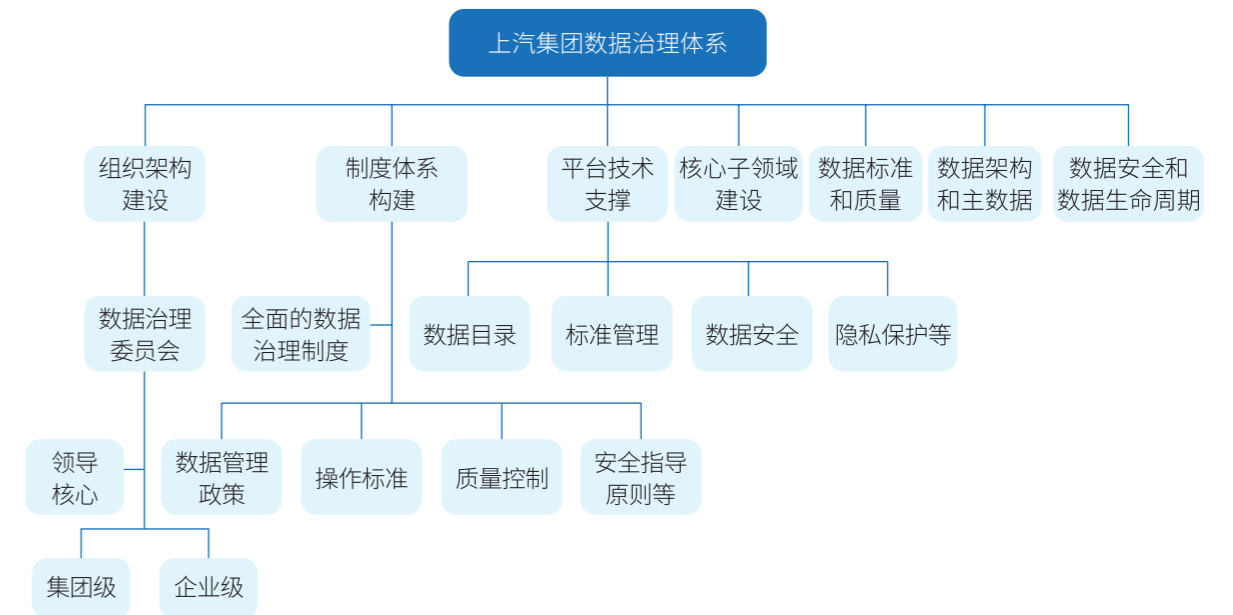 上汽集团数据治理体系
组织架构
建设
制度体系
构建
平台技术
支撑
核心子领域
建设
数据标准
和质量
数据架构
和主数据
数据安全和
数据生命周期
数据治理
委员会
全面的数据
治理制度
数据目录
标准管理
数据安全
隐私保护等
领导
核心
数据管理
政策
操作标准
质量控制
安全指导
原则等
集团级
企业级